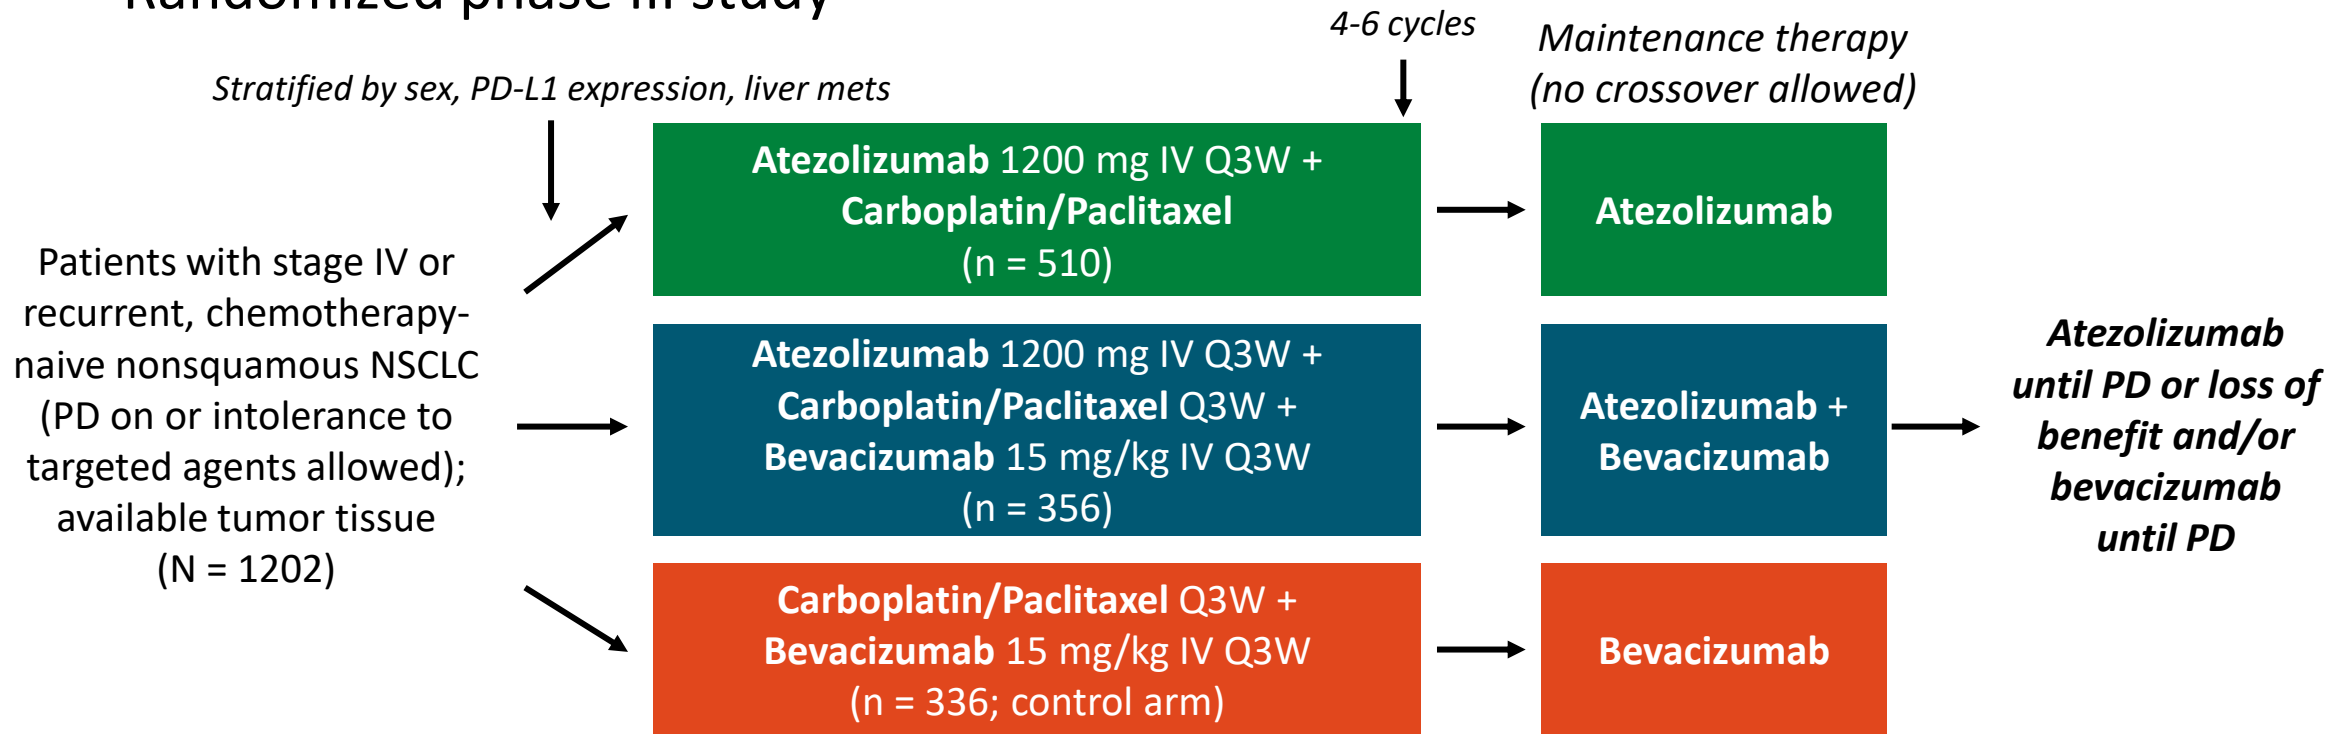 Randomized phase III study
4-6 cycles
Maintenance therapy
(no crossover allowed)
Stratified by sex, PD-L1 expression, liver mets
Patients with stage IV or
recurrent, chemotherapy-
naive nonsquamous NSCLC
(PD on or intolerance to
targeted agents allowed);
available tumor tissue
(N = 1202)
Atezolizumab 1200 mg IV Q3W +
Carboplatin/Paclitaxel
(n = 510)
Atezolizumab
Atezolizumab 1200 mg IV Q3W +
Carboplatin/Paclitaxel Q3W +
Bevacizumab 15 mg/kg IV Q3W
(n = 356)
Atezolizumab +
Bevacizumab
Carboplatin/Paclitaxel Q3W +
Bevacizumab 15 mg/kg IV Q3W
(n = 336; control arm)
Bevacizumab
Atezolizumab
until PD or loss of
benefit and/or
bevacizumab
until PD